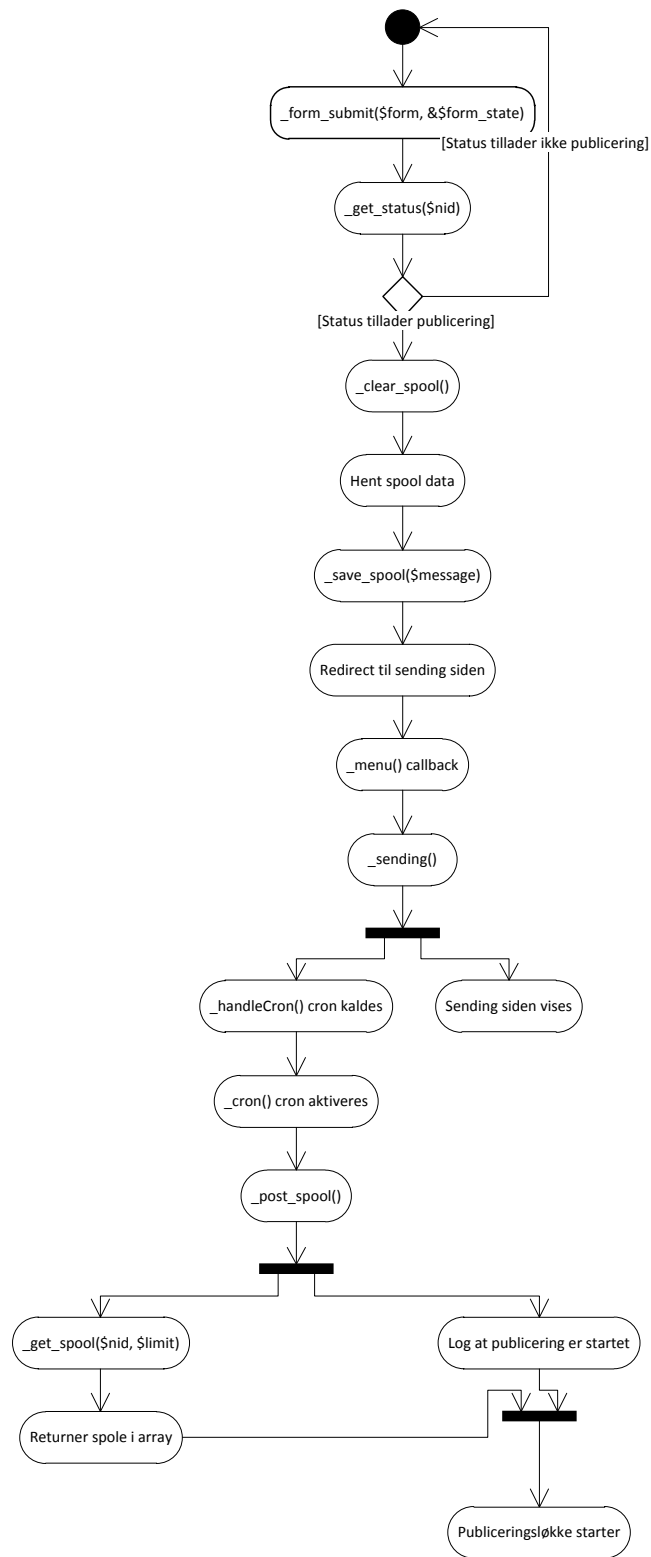 _form_submit($form, &$form_state)
[Status tillader ikke publicering]
_get_status($nid)
[Status tillader publicering]
_clear_spool()
Hent spool data
_save_spool($message)
Redirect til sending siden
_menu() callback
_sending()
_handleCron() cron kaldes
Sending siden vises
_cron() cron aktiveres
_post_spool()
_get_spool($nid, $limit)
Log at publicering er startet
Returner spole i array
Publiceringsløkke starter